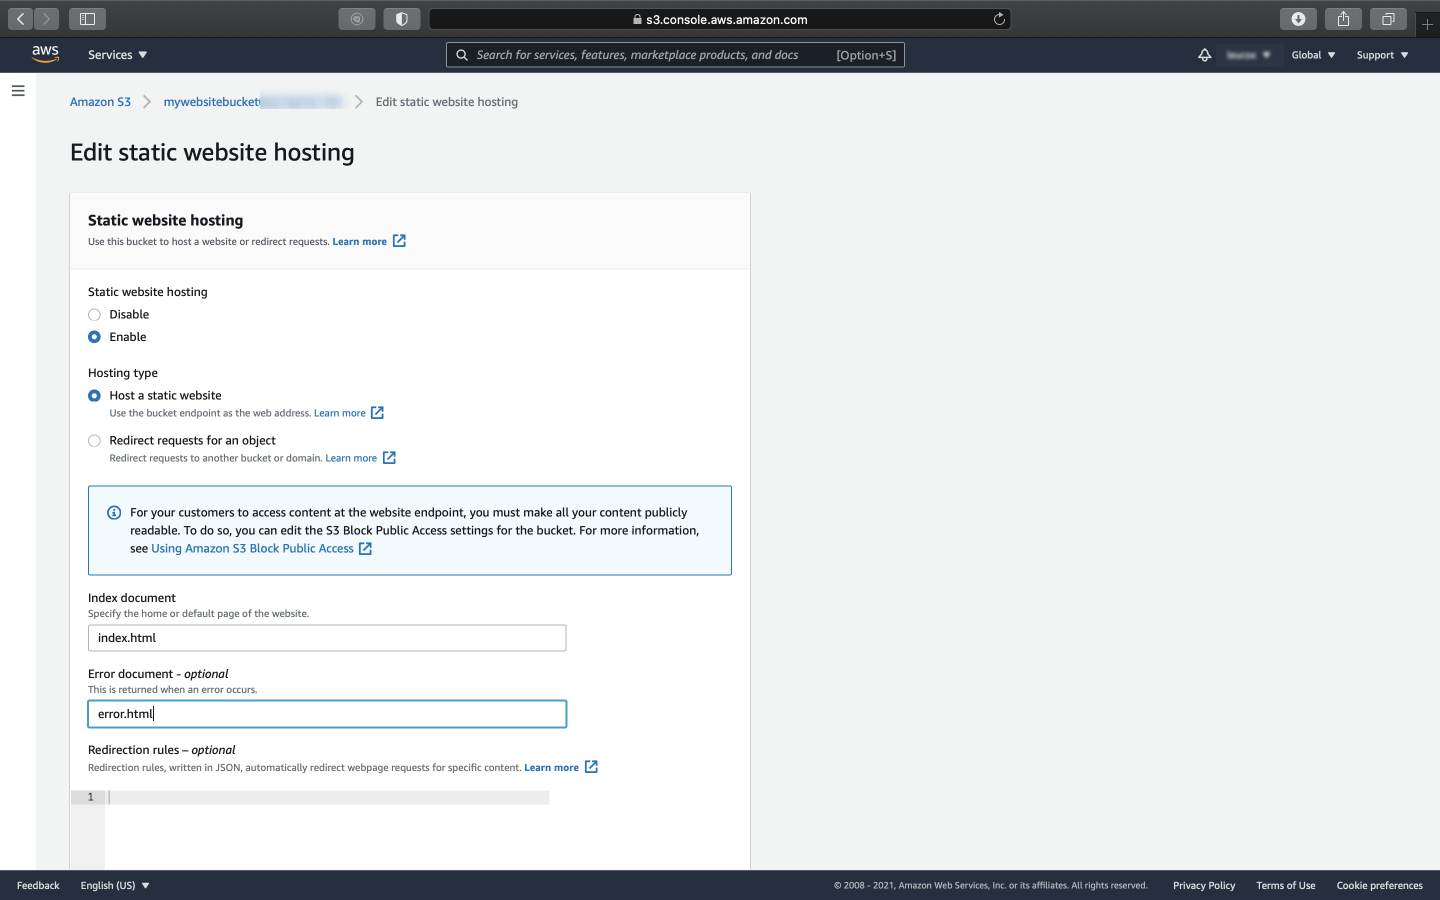 s3.console.aws.amazon.com
aws
Services
Search for services, features, marketplace products, and docs
[Option+S]
Global
Support
Amazon S3
mywebsitebucket
Edit static website hosting
Edit static website hosting
Static website hosting
Use this bucket to host a website or redirect requests. Learn more
Static website hosting
Disable
Enable
Hosting type
Host a static website
Use the bucket endpoint as the web address. Learn more
Redirect requests for an object
Redirect requests to another bucket or domain. Learn more
For your customers to access content at the website endpoint, you must make all your content publicly
readable. To do so, you can edit the S3 Block Public Access settings for the bucket. For more information,
see Using Amazon S3 Block Public Access
Index document
Specify the home or default page of the website.
index.html
Error document - optional
This is returned when an error occurs.
error.html
Redirection rules – optional
Redirection rules, written in JSON, automatically redirect webpage requests for specific content. Learn more
1
Feedback
English (US)
© 2008 - 2021, Amazon Web Services, Inc. or its affiliates. All rights reserved.
Privacy Policy
Terms of Use
Cookie preferences